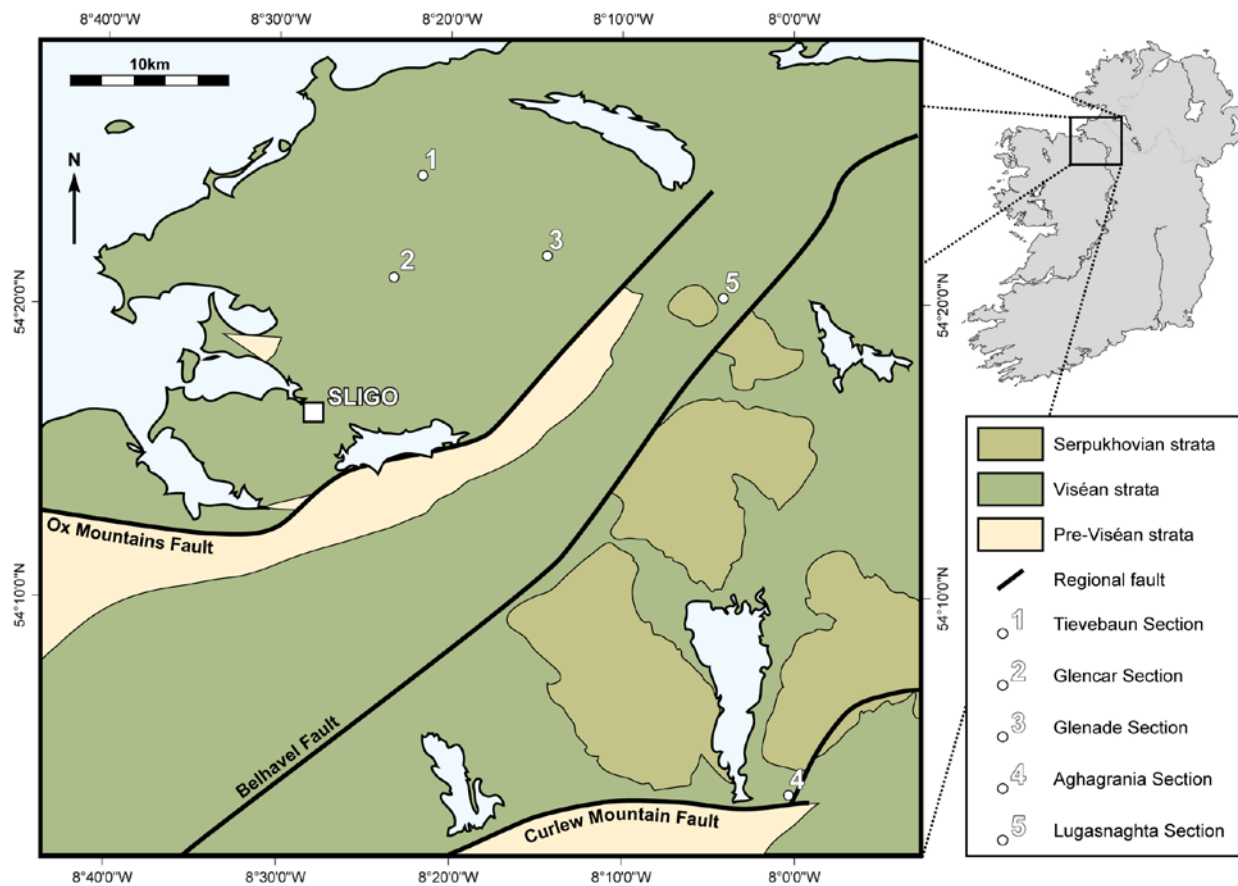 8°40'0"W
8°30'0"W
8°20'0"W
8°10'0"W
8°0'0"W
10km
N
1
2
3
5
54°20'0"N
54°20'0"N
SLIGO
Ox Mountains Fault
54°10'0"N
54°10'0"N
Belhavel Fault
4
Curlew Mountain Fault
8°40'0"W
8°30'0"W
8°20'0"W
8°10'0"W
8°0'0"W
Serpukhovian strata
Viséan strata
Pre-Viséan strata
Regional fault
1 Tievebaun Section
2 Glencar Section
3 Glenade Section
4 Aghagrania Section
5 Lugasnaghta Section